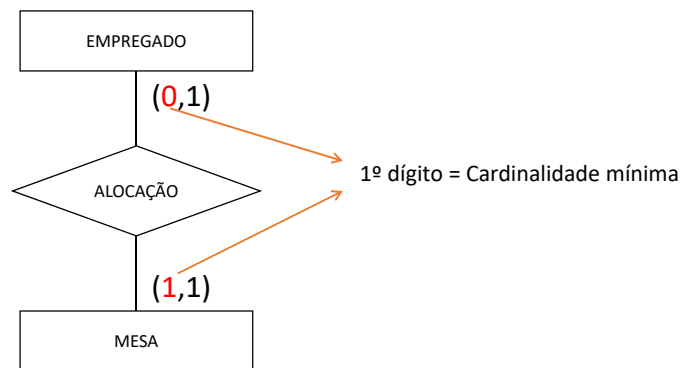 EMPREGADO
(0,1)
ALOCAÇÃO
1º dígito = Cardinalidade mínima
(1,1)
MESA